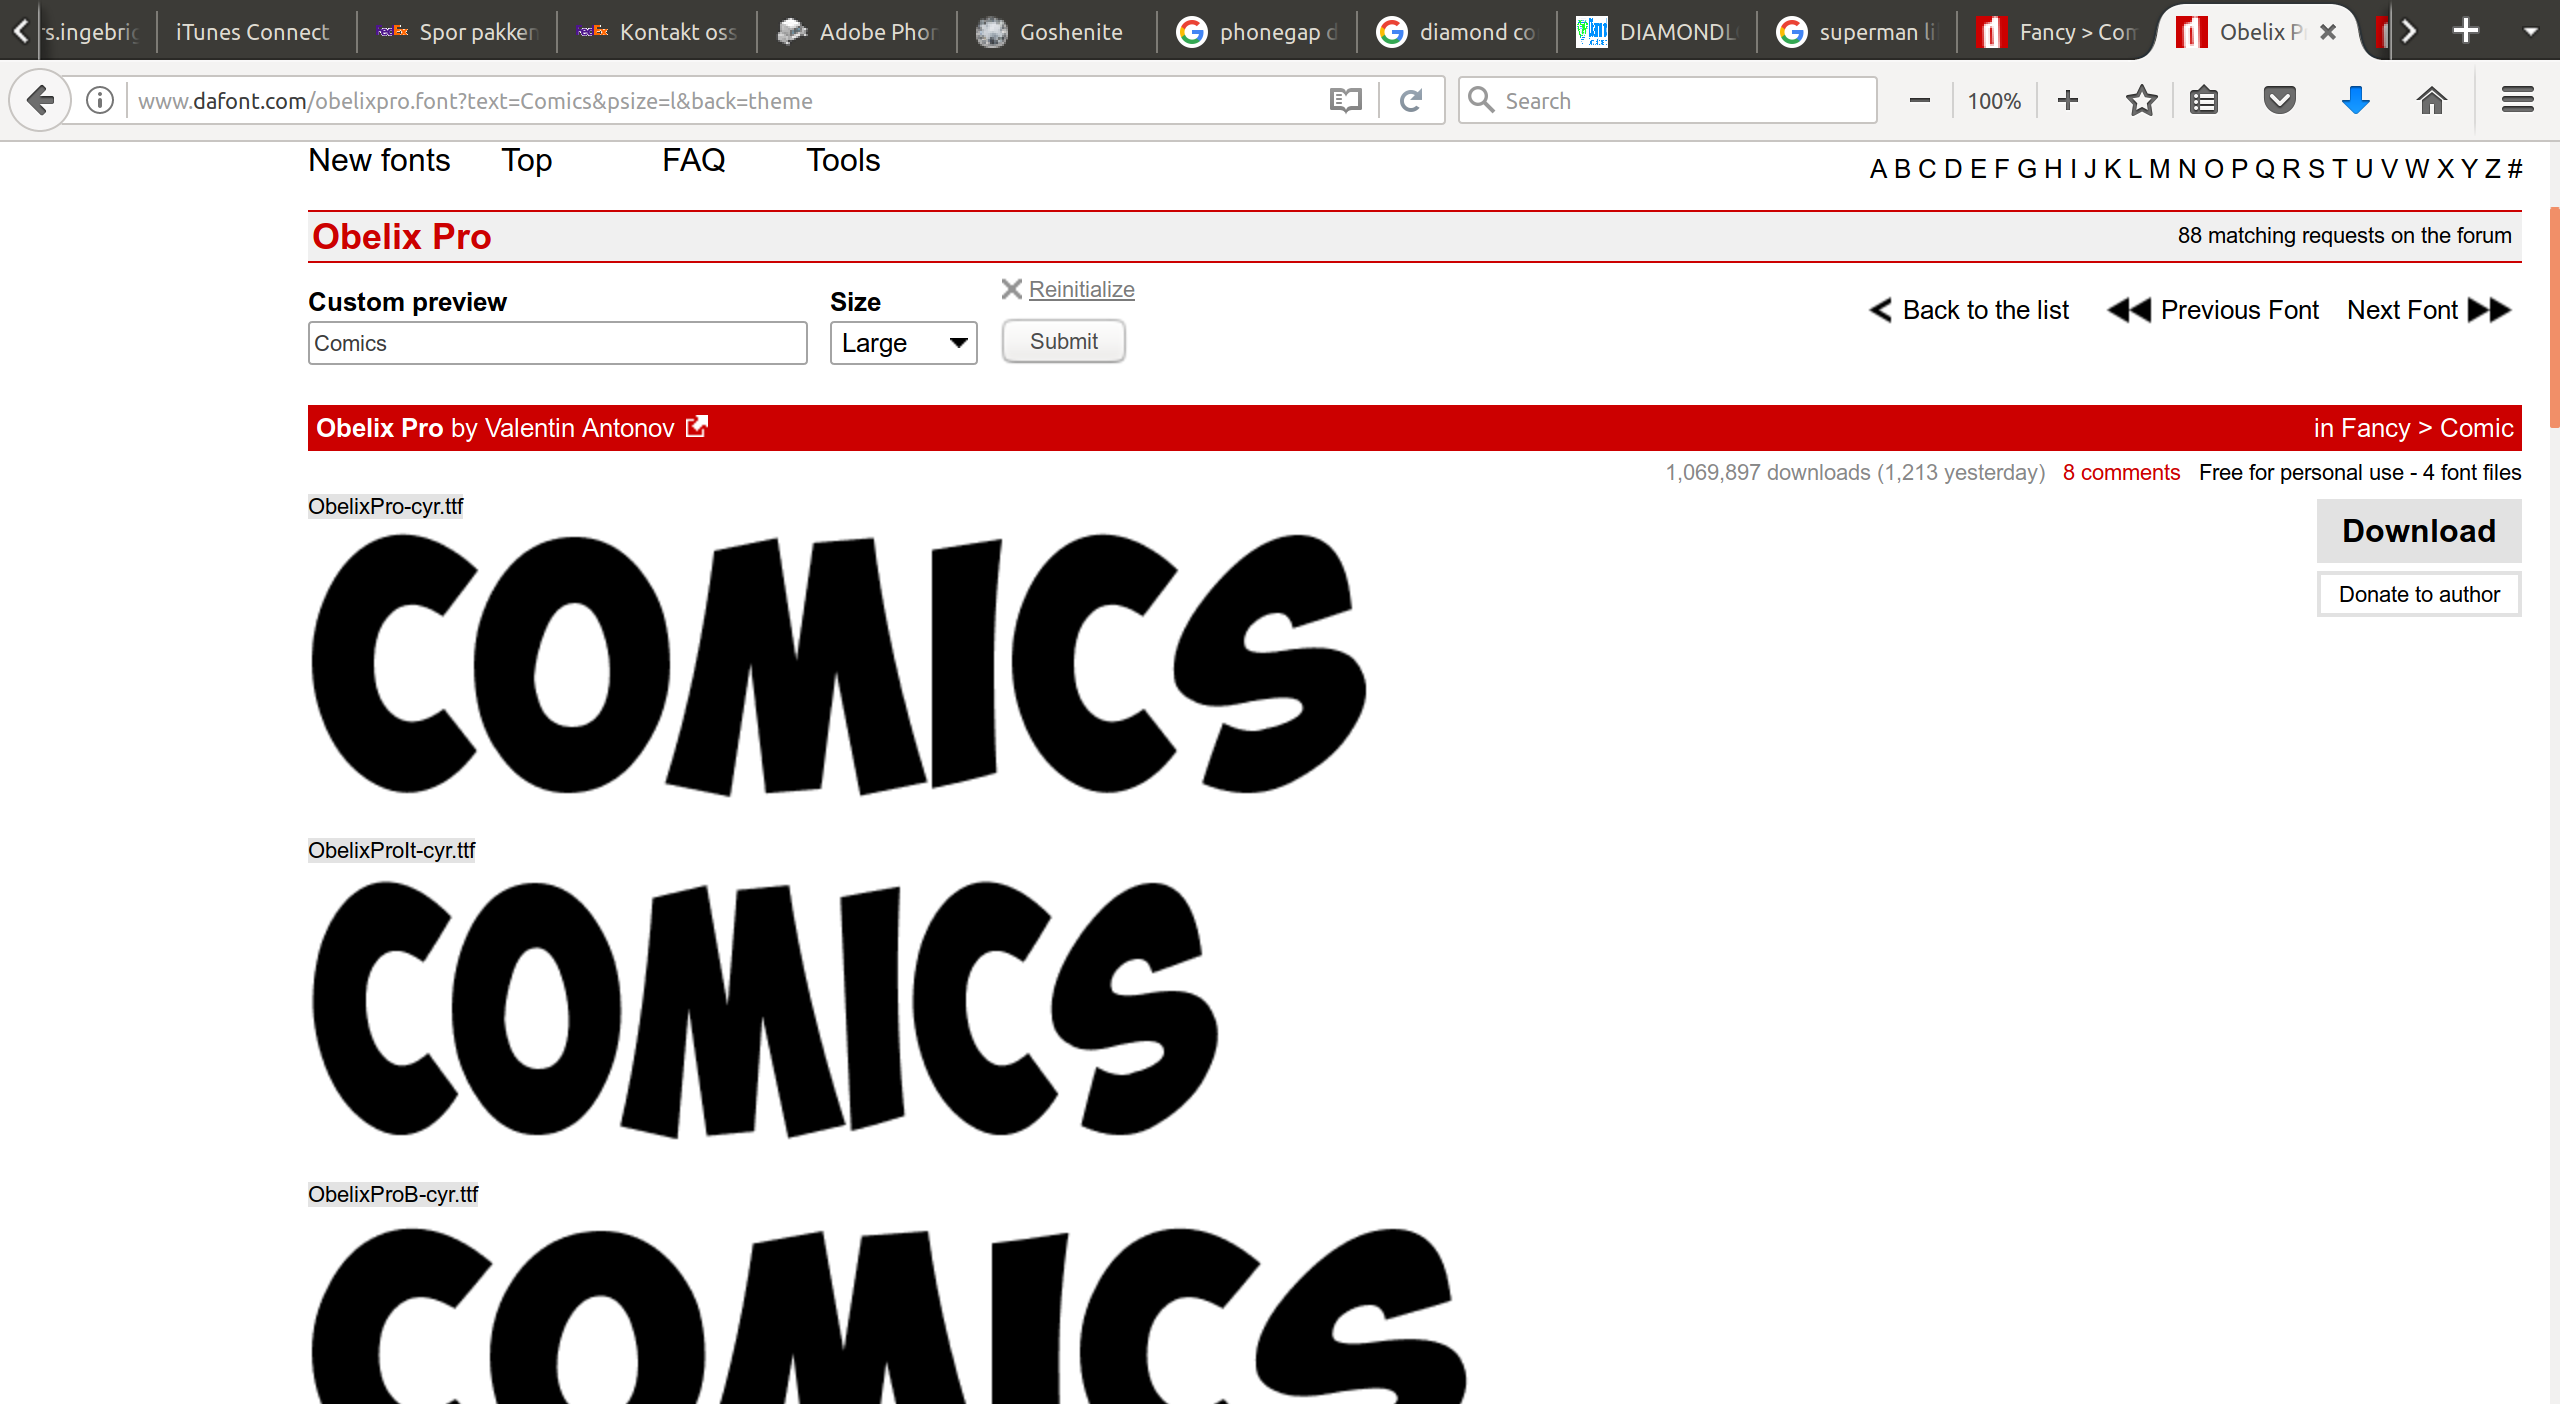 iTunes Connect Spor pakken Kontakt oss Adobe Phon Goshenite phonegap d diamond co DIAMONDL superman li Fancy > Com Obelix P
www.dafont.com/obelixpro.font?text=Comics&psize=l&back=theme Search 100%
New fonts Top FAQ Tools A B C D E F G H I J K L M N O P Q R S T U V W X Y Z #
Obelix Pro 88 matching requests on the forum
Reinitialize
Custom preview Size Back to the list Previous Font Next Font
Comics Large Submit
Obelix Pro by Valentin Antonov in Fancy > Comic
1,069,897 downloads (1,213 yesterday) 8 comments Free for personal use - 4 font files
ObelixPro-cyr.ttf
Download
Donate to author
COMICS
ObelixProIt-cyr.ttf
COMICS
ObelixProB-cyr.ttf
COMICS